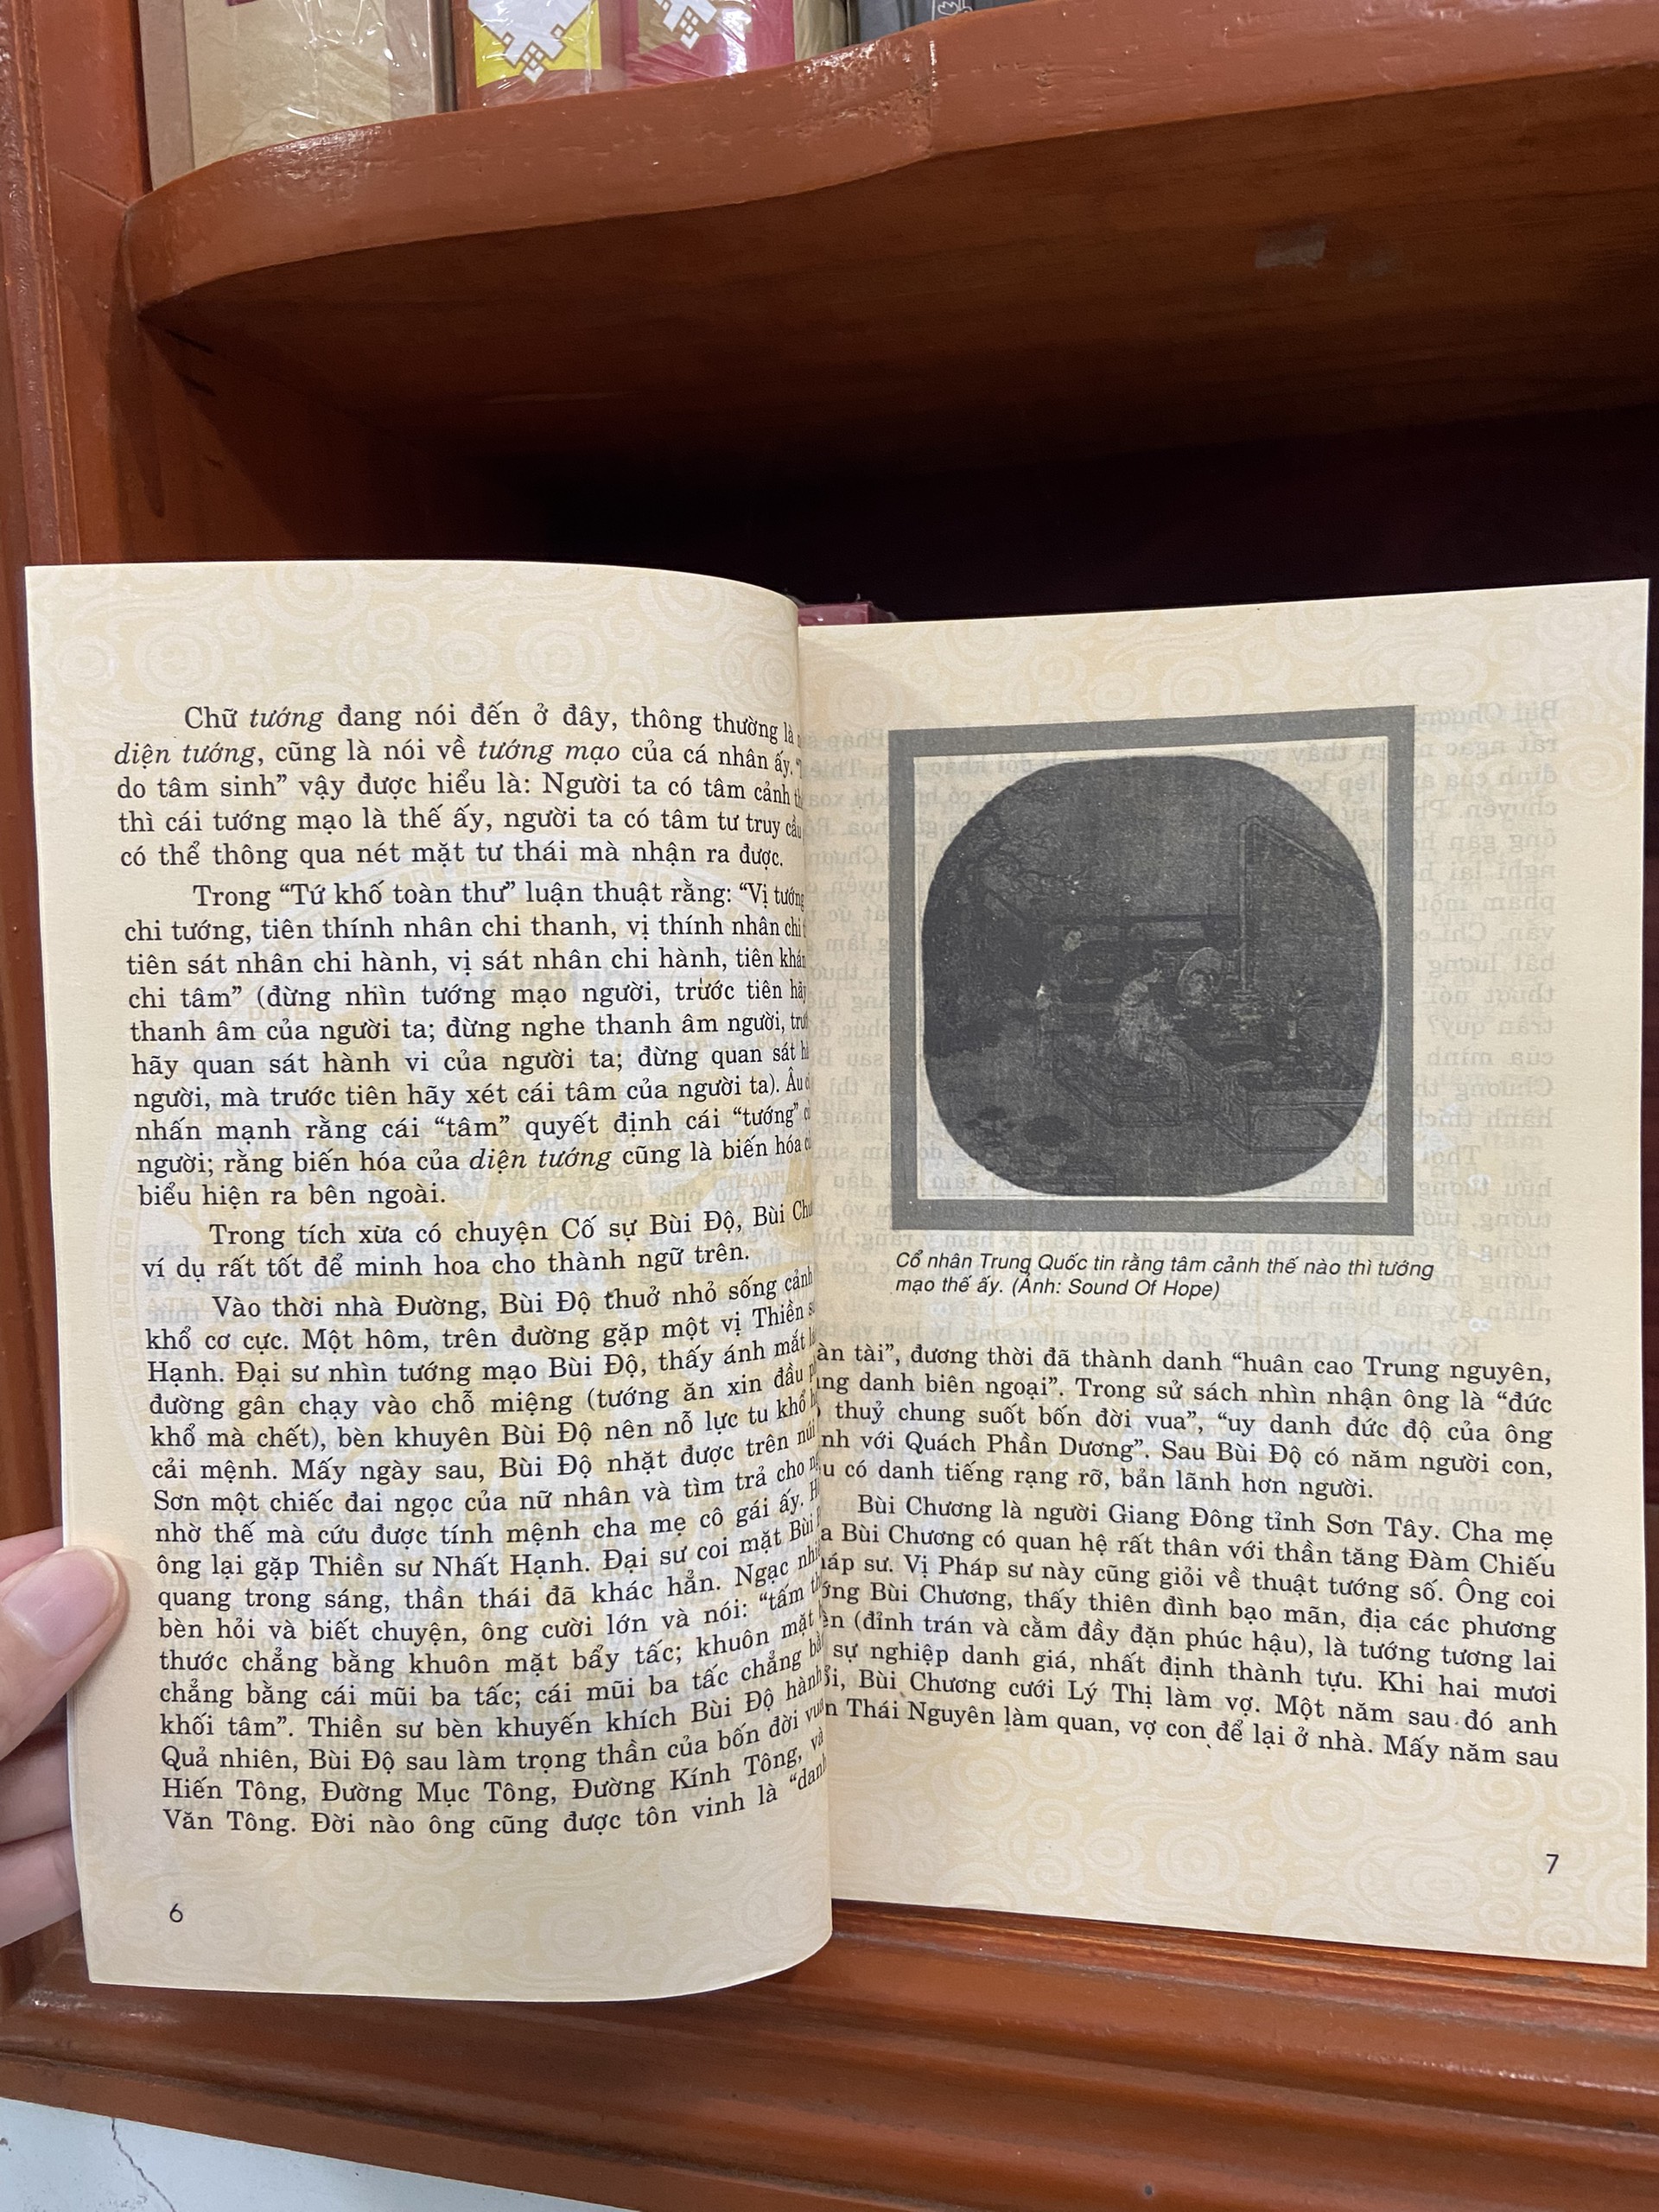 Chữ tướng đang nói đến ở đây, thông thường là
diện tướng, cũng là nói về tướng mạo của cá nhân ấy.
do tâm sinh” vậy được hiểu là: Người ta có tâm cảnh
thì cái tướng mạo là thế ấy, người ta có tâm tư truy cầu
có thể thông qua nét mặt tư thái mà nhận ra được.
Trong “Tứ khố toàn thư” luận thuật rằng: “Vị tướng
chi tướng, tiên thính nhân chi thanh, vị thính nhân chi
tiên sát nhân chi hành, vị sát nhân chi hành, tiên
chi tâm” (đừng nhìn tướng mạo người, trước tiên
thanh âm của người ta; đừng nghe thanh âm người,
hãy quan sát hành vi của người ta; đừng quan sát
người, mà trước tiên hãy xét cái tâm của người ta). Âu
nhấn mạnh rằng cái “tâm” quyết định cái “tướng”
người; rằng biến hóa của diện tướng cũng là biến hóa
biểu hiện ra bên ngoài.
Trong tích xừa có chuyện Cố sự Bùi Độ, Bùi
ví dụ rất tốt để minh hoa cho thành ngữ trên.
Vào thời nhà Đường, Bùi Độ thuở nhỏ sống cảnh
khổ cơ cực. Một hôm, trên đường gặp một vị Thiền
Hạnh. Đại sư nhìn tướng mạo Bùi Độ, thấy ánh mắt
đường gân chạy vào chỗ miệng (tướng ăn xin đầu
khổ mà chết), bèn khuyên Bùi Độ nên nỗ lực tu khổ
cải mệnh. Mấy ngày sau, Bùi Độ nhặt được trên núi
Sơn một chiếc đai ngọc của nữ nhân và tìm trả cho
nhờ thế mà cứu được tính mệnh cha mẹ cô gái ấy.
ông lại gặp Thiền sư Nhất Hạnh. Đại sư coi mặt Bùi
quang trong sáng, thần thái đã khác hẳn. Ngạc
bèn hỏi và biết chuyện, ông cười lớn và nói: “tấm
thước chẳng bằng khuôn mặt bẩy tấc; khuôn mặt
chẳng bằng cái mũi ba tấc; cái mũi ba tấc chẳng
khối tâm”. Thiền sư bèn khuyến khích Bùi Độ hành
Quả nhiên, Bùi Độ sau làm trọng thần của bốn đời
Hiến Tông, Đường Mục Tông, Đường Kính Tông, và
Văn Tông. Đời nào ông cũng được tôn vinh là “danh
6
Cổ nhân Trung Quốc tin rằng tâm cảnh thế nào thì tướng
mạo thế ấy. (Ảnh: Sound Of Hope)
tài”, đương thời đã thành danh “huân cao Trung nguyên,
danh biên ngoại”. Trong sử sách nhìn nhận ông là “đức
thuỷ chung suốt bốn đời vua”, “uy danh đức độ của ông
với Quách Phần Dương”. Sau Bùi Độ có năm người con,
có danh tiếng rạng rỡ, bản lãnh hơn người.
Bùi Chương là người Giang Đông tỉnh Sơn Tây. Cha mẹ
Bùi Chương có quan hệ rất thân với thần tăng Đàm Chiếu
sư. Vị Pháp sư này cũng giỏi về thuật tướng số. Ông coi
Bùi Chương, thấy thiên đình bạo mãn, địa các phương
(đỉnh trán và cằm đầy đặn phúc hậu), là tướng tương lai
sự nghiệp danh giá, nhất định thành tựu. Khi hai mươi
Bùi Chương cưới Lý Thị làm vợ. Một năm sau đó anh
Thái Nguyên làm quan, vợ con để lại ở nhà. Mấy năm sau
7